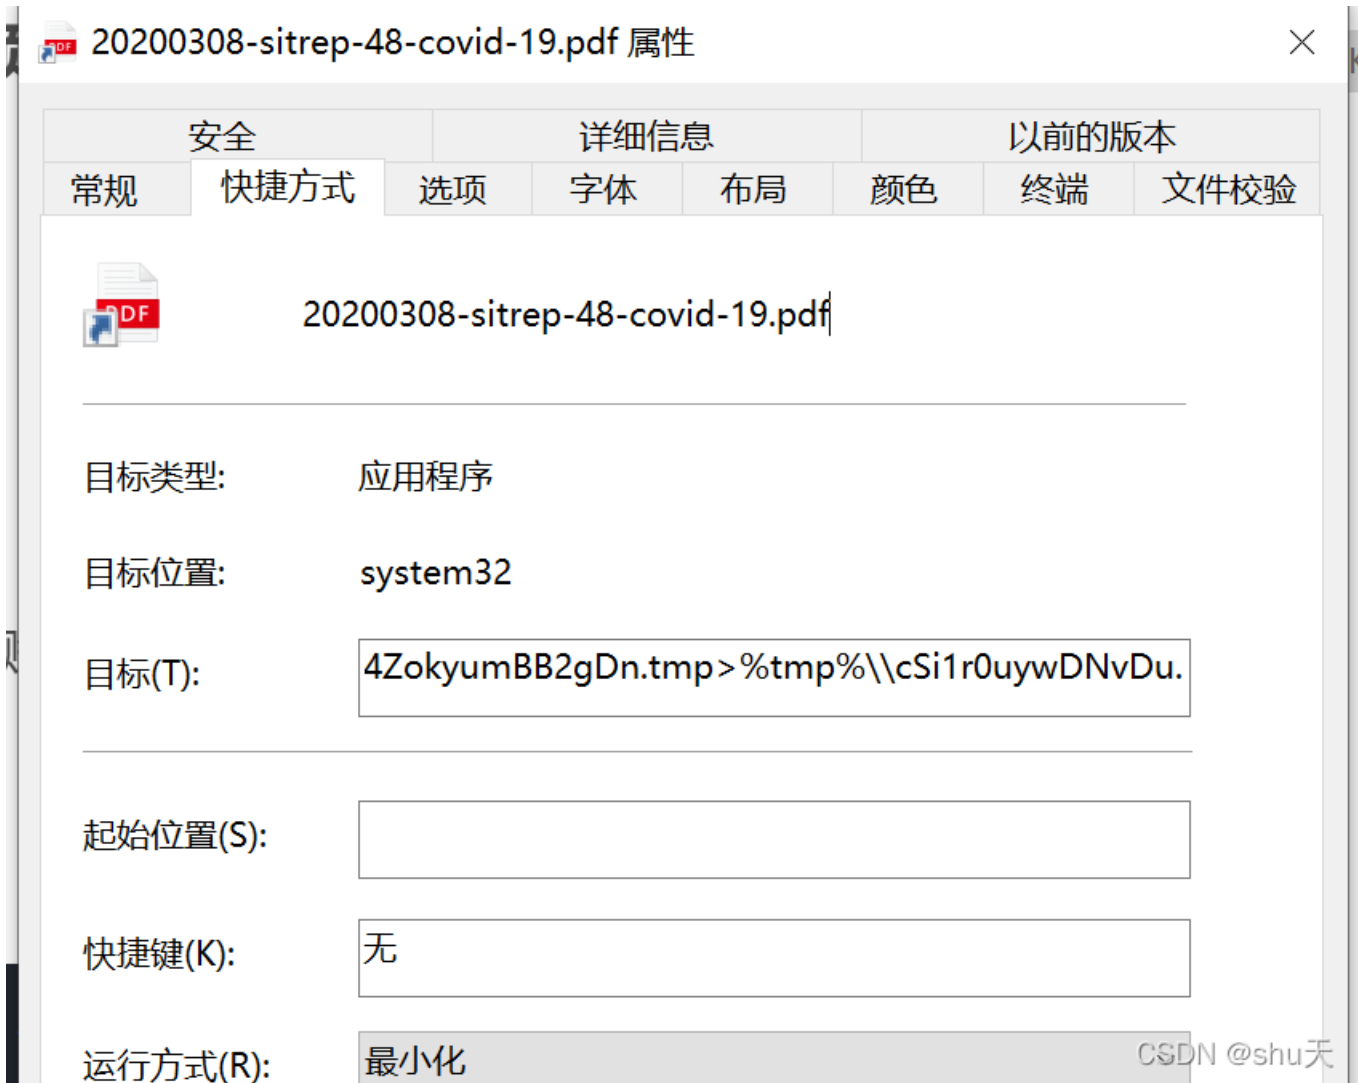 20200308-sitrep-48-covid-19.pdf 属性
安全 详细信息 以前的版本
常规 快捷方式 选项 字体 布局 颜色 终端 文件校验
PDF
20200308-sitrep-48-covid-19.pdf
目标类型: 应用程序
目标位置: system32
目标(T): 4ZokyumBB2gDn.tmp>%tmp%\\cSi1r0uywDNvDu.
起始位置(S):
快捷键(K): 无
运行方式(R): 最小化
CSDN @shu天